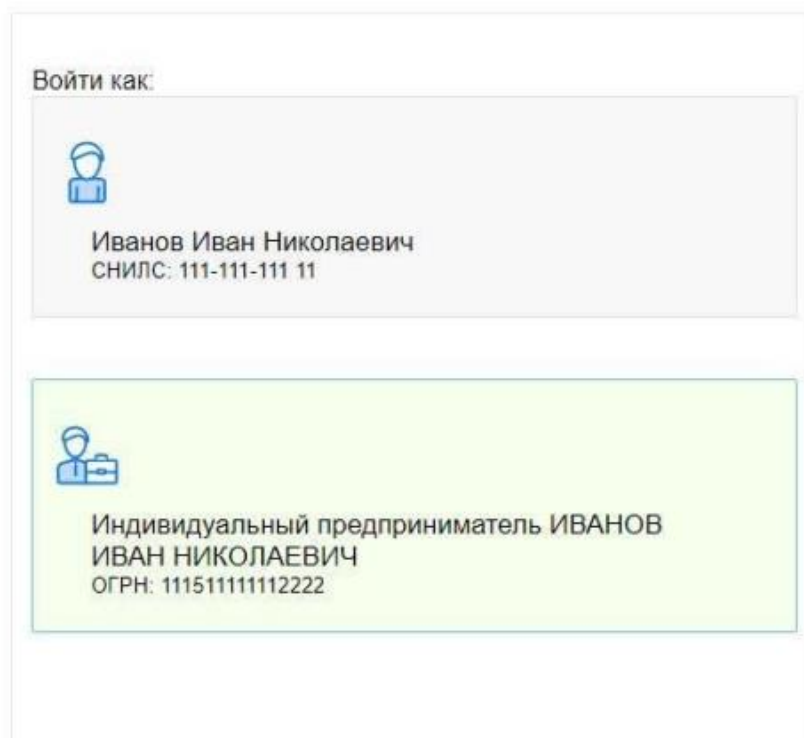 Войти как:
Иванов Иван Николаевич
СНИЛС: 111-111-111 11
Индивидуальный предприниматель ИВАНОВ
ИВАН НИКОЛАЕВИЧ
ОГРН: 111511111112222